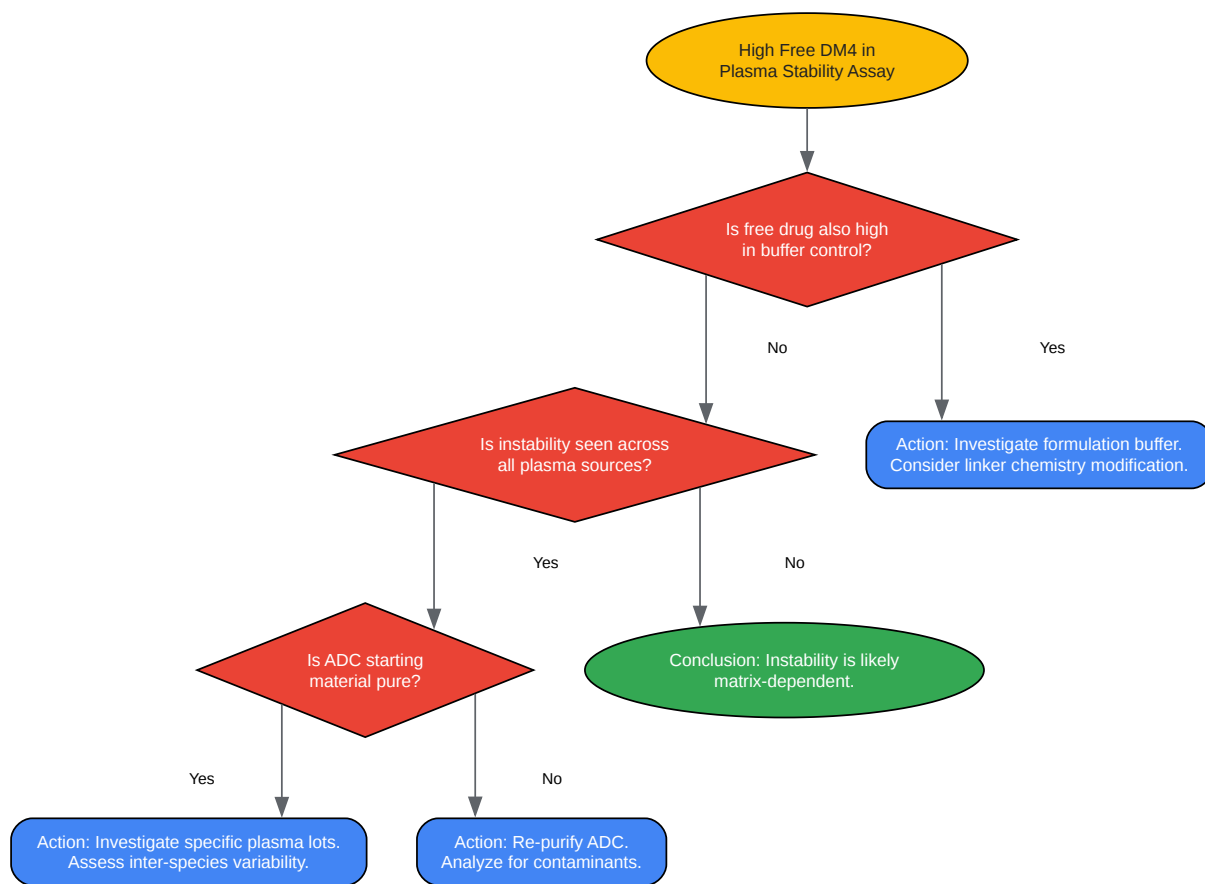 High Free DM4 in
Plasma Stability Assay
Is free drug also high
in buffer control?
No
Yes
Is instability seen across
all plasma sources?
Action: Investigate formulation buffer.
Consider linker chemistry modification.
Yes
No
Is ADC starting
material pure?
Conclusion: Instability is likely
matrix-dependent.
Yes
No
Action: Investigate specific plasma lots.
Assess inter-species variability.
Action: Re-purify ADC.
Analyze for contaminants.